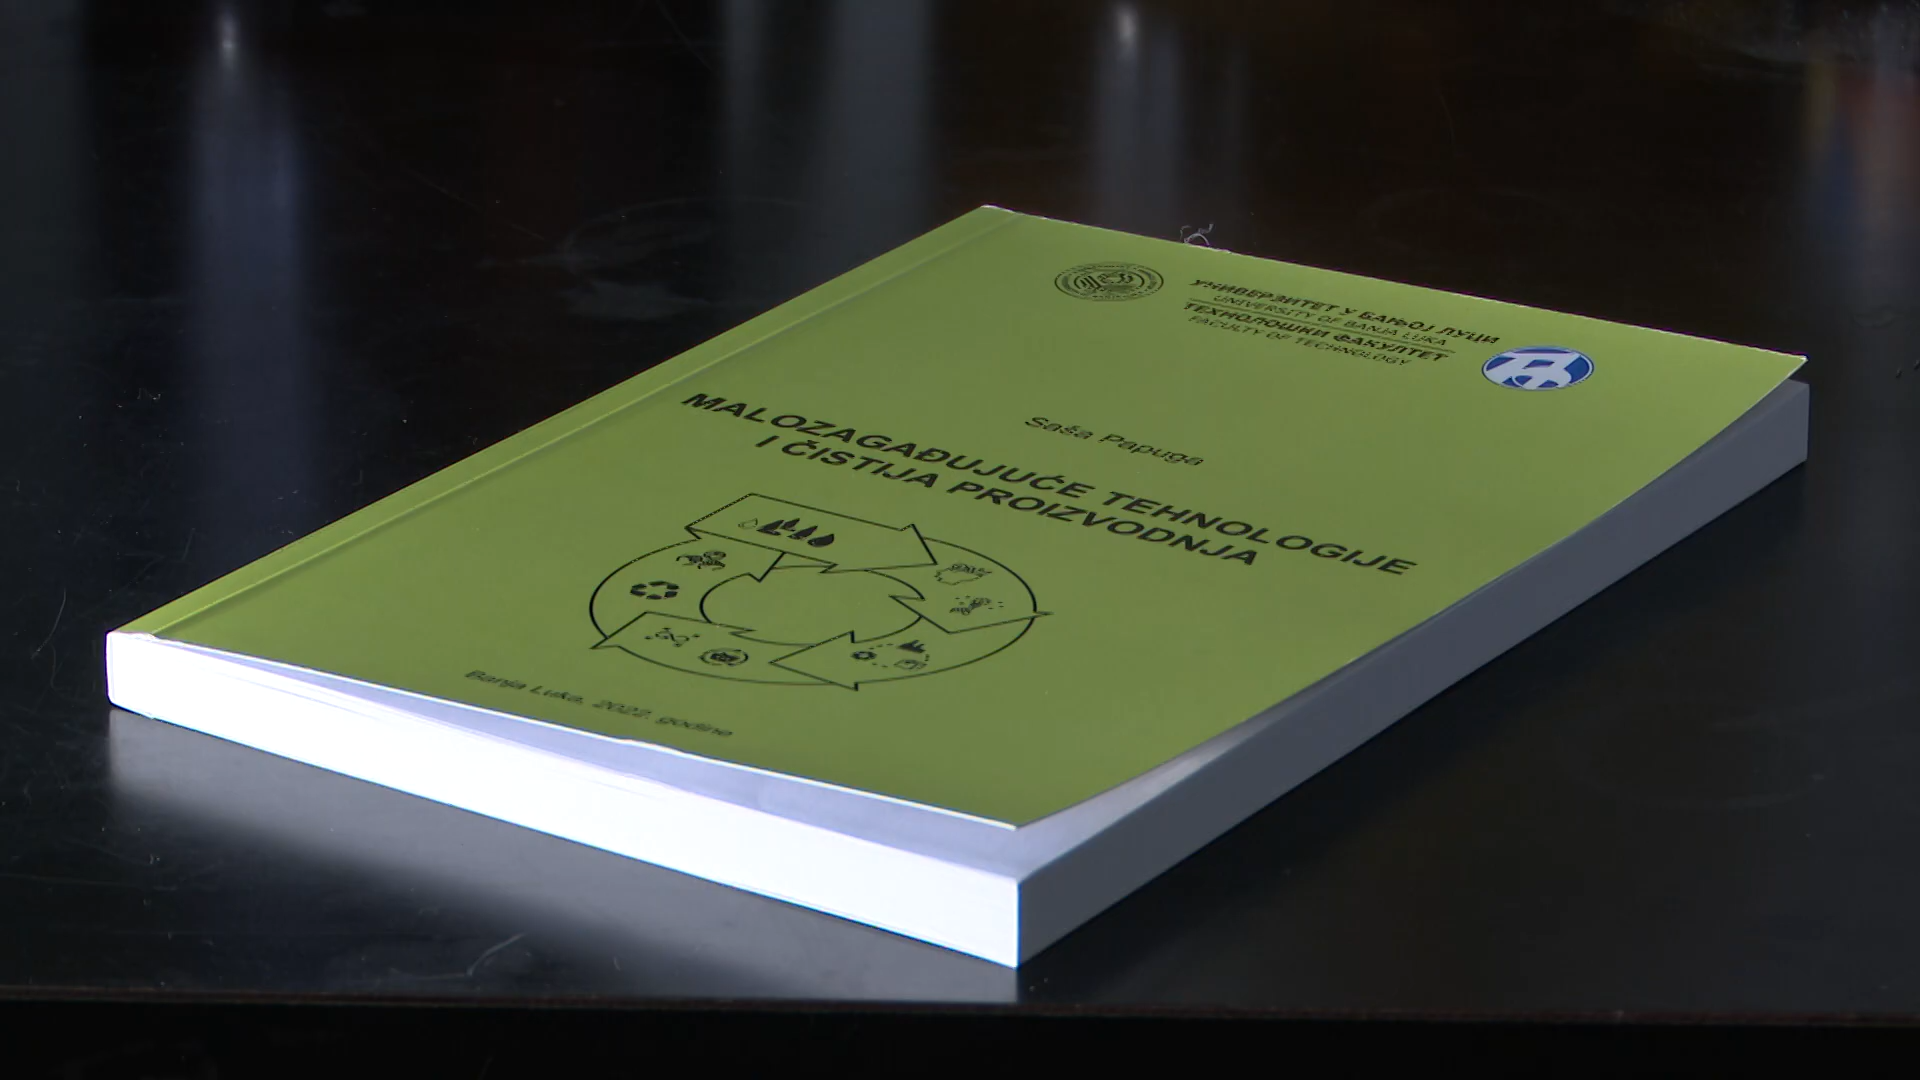 УНИВЕРЗИТЕТ У БАЊОЈ ЛУЦИ
UNIVERSITY OF BANJA LUKA
ТЕХНОЛОШКИ ФАКУЛТЕТ
FACULTY OF TECHNOLOGY
Saša Papuga
MALOZAGAĐUJUĆE TEHNOLOGIJE
I ČISTIJA PROIZVODNJA
Banja Luka, 2022. godine